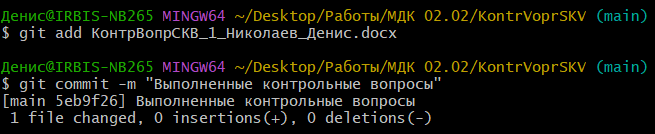 Денис@IRBIS-NB265 MINGW64 ~/Desktop/Работы/МДК 02.02/KontrVoprSKV (main)
$ git add КонтрВопрСКВ_1_Николаев_Денис.docx
Денис@IRBIS-NB265 MINGW64 ~/Desktop/Работы/МДК 02.02/KontrVoprSKV (main)
$ git commit -m "Выполненные контрольные вопросы"
[main 5eb9f26] Выполненные контрольные вопросы
 1 file changed, 0 insertions(+), 0 deletions(-)